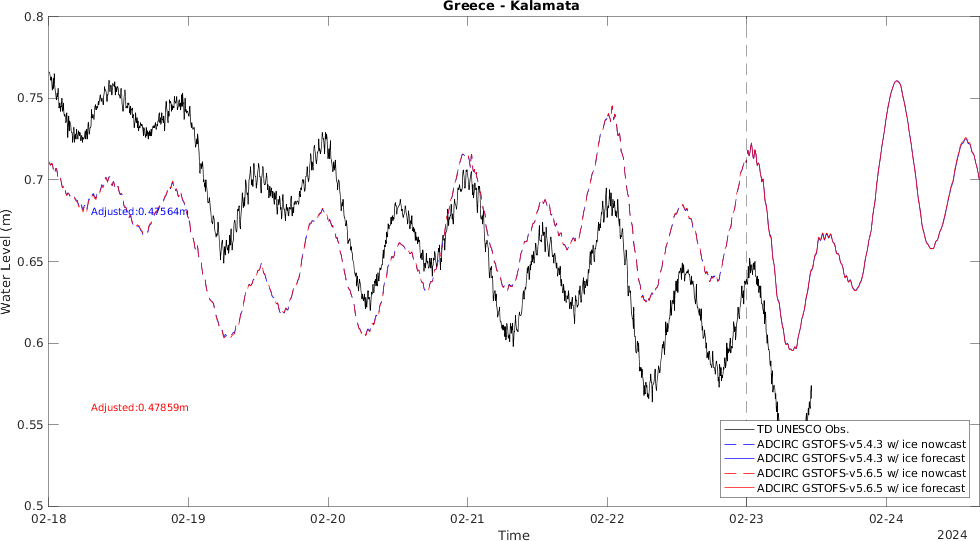 Greece - Kalamata
0.8
0.75
0.7
0.65
0.6
0.55
0.5
Water Level (m)
Adjusted:0.47564m
Adjusted:0.47859m
TD UNESCO Obs.
ADCIRC GSTOFS-v5.4.3 w/ ice nowcast
ADCIRC GSTOFS-v5.4.3 w/ ice forecast
ADCIRC GSTOFS-v5.6.5 w/ ice nowcast
ADCIRC GSTOFS-v5.6.5 w/ ice forecast
02-18 02-19 02-20 02-21 02-22 02-23 02-24
Time
2024